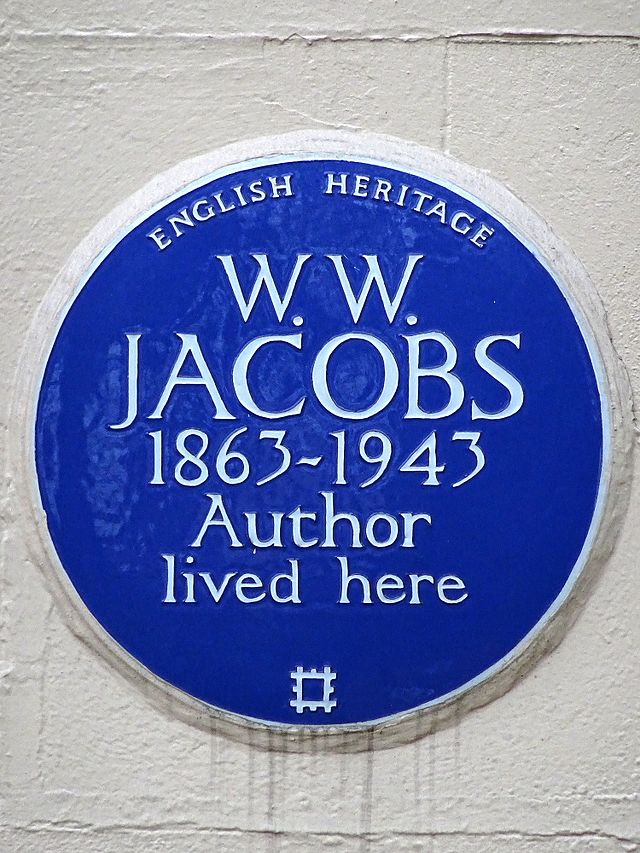 ENGLISH HERITAGE
W. W.
JACOBS
1863-1943
Author
lived here